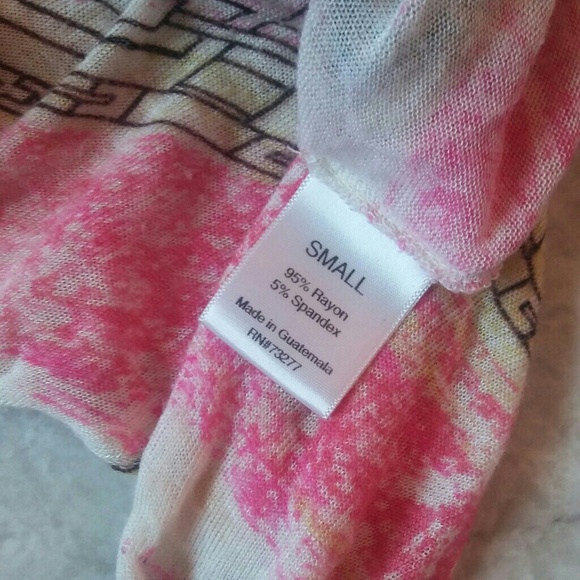 SMALL
95% Rayon
5% Spandex
Made in Guatemala
RN#73277